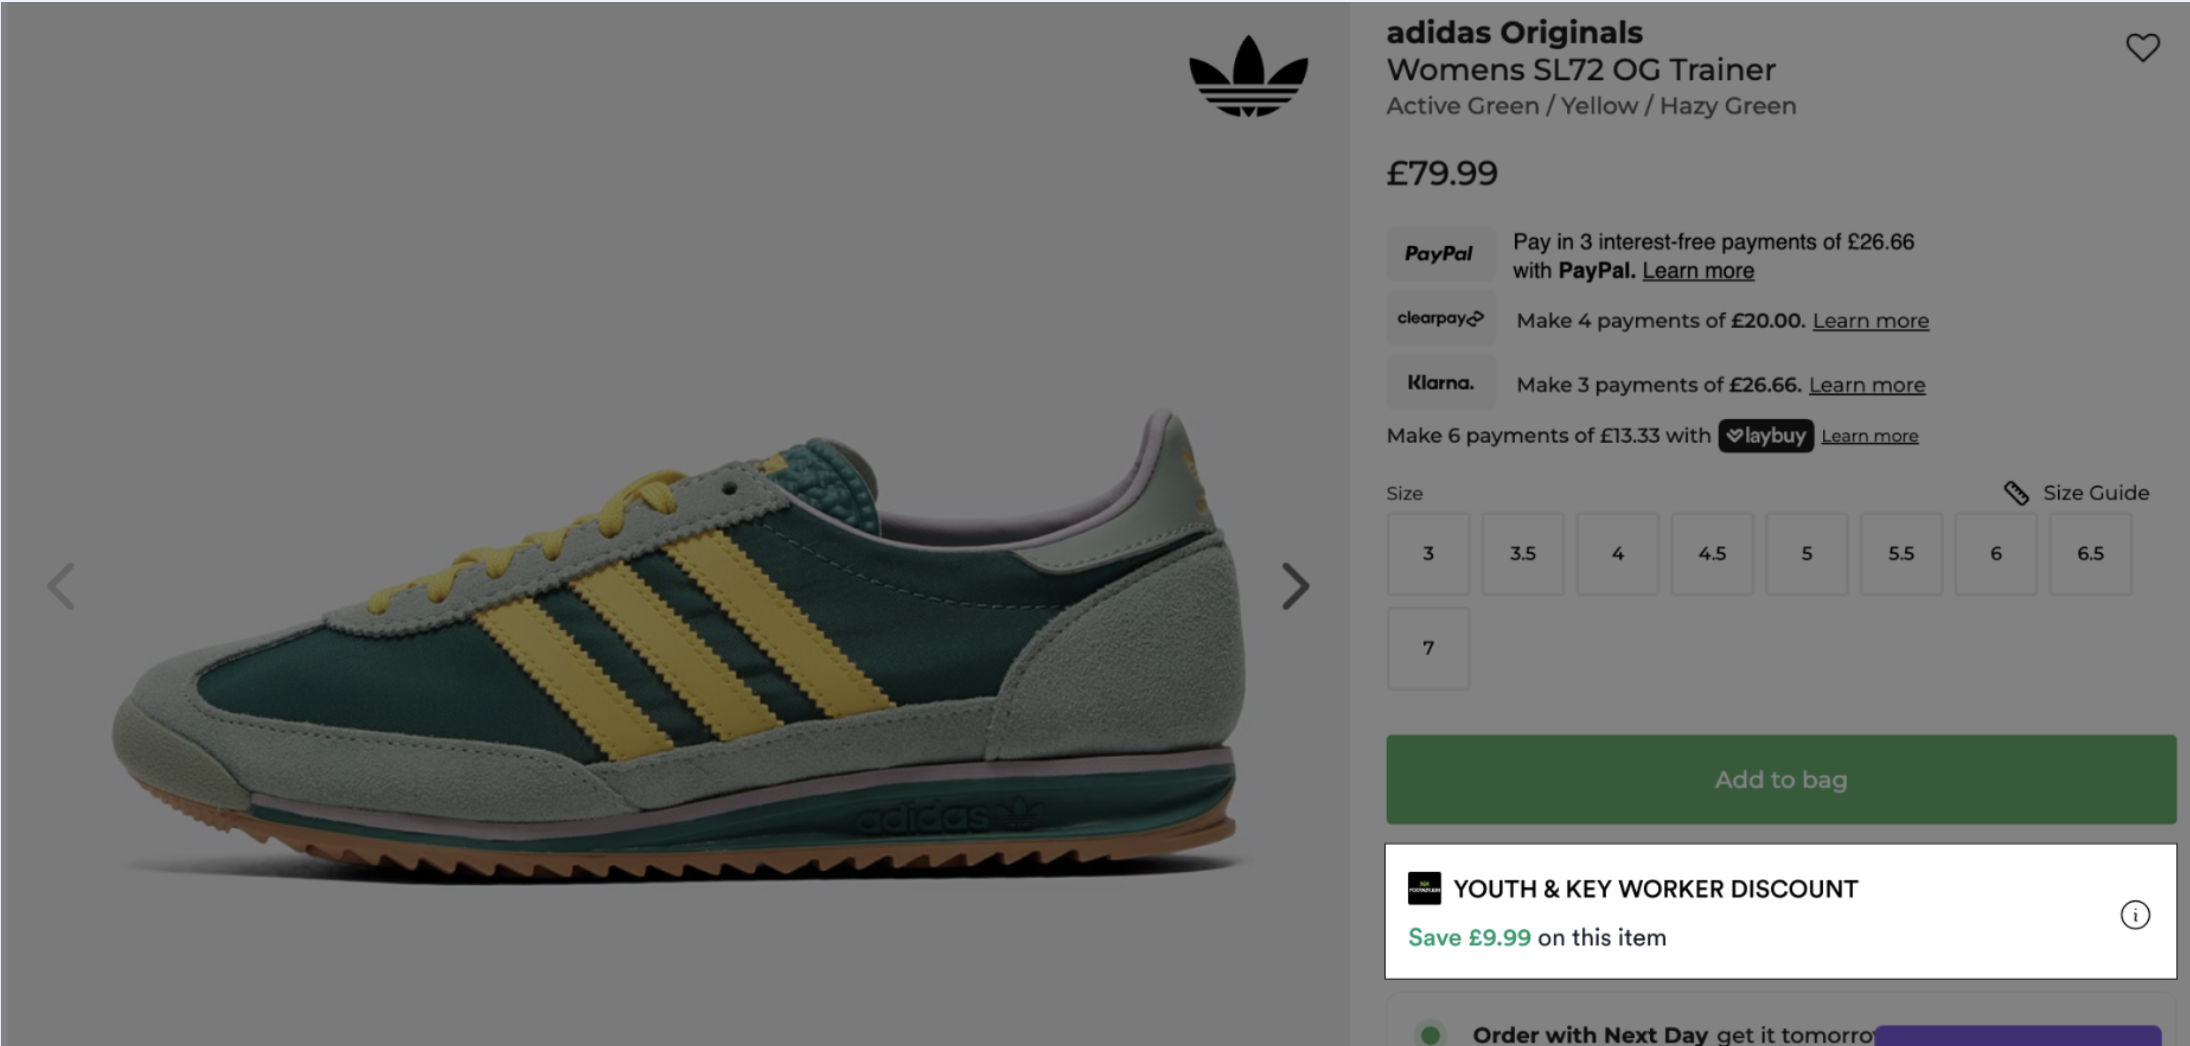 adidas Originals
Womens SL72 OG Trainer
Active Green / Yellow / Hazy Green
£79.99
PayPal
Pay in 3 interest-free payments of £26.66
with PayPal. Learn more
clearpay
Make 4 payments of £20.00. Learn more
Klarna.
Make 3 payments of £26.66. Learn more
Make 6 payments of £13.33 with laybuy Learn more
Size
Size Guide
3 3.5 4 4.5 5 5.5 6 6.5
7
adidas
Add to bag
YOUTH & KEY WORKER DISCOUNT
Save £9.99 on this item
Order with Next Day get it tomorro